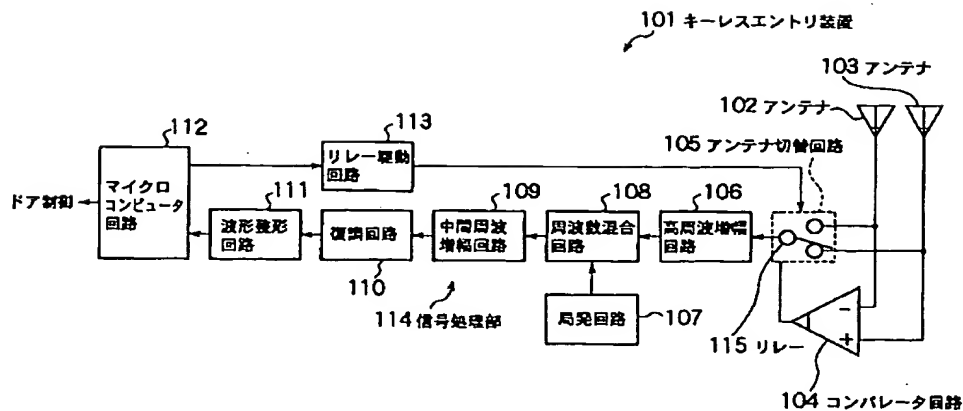 101 キーレスエントリ装置
103 アンテナ
102 アンテナ
105 アンテナ切替回路
112
113
マイクロ
コンピュータ
回路
リレー駆動
回路
ドア制御
111
109
108
106
波形整形
回路
復調回路
中間周波
増幅回路
周波数混合
回路
高周波増幅
回路
110
114 信号処理部
局発回路
107
115 リレー
−
+
104 コンパレータ回路